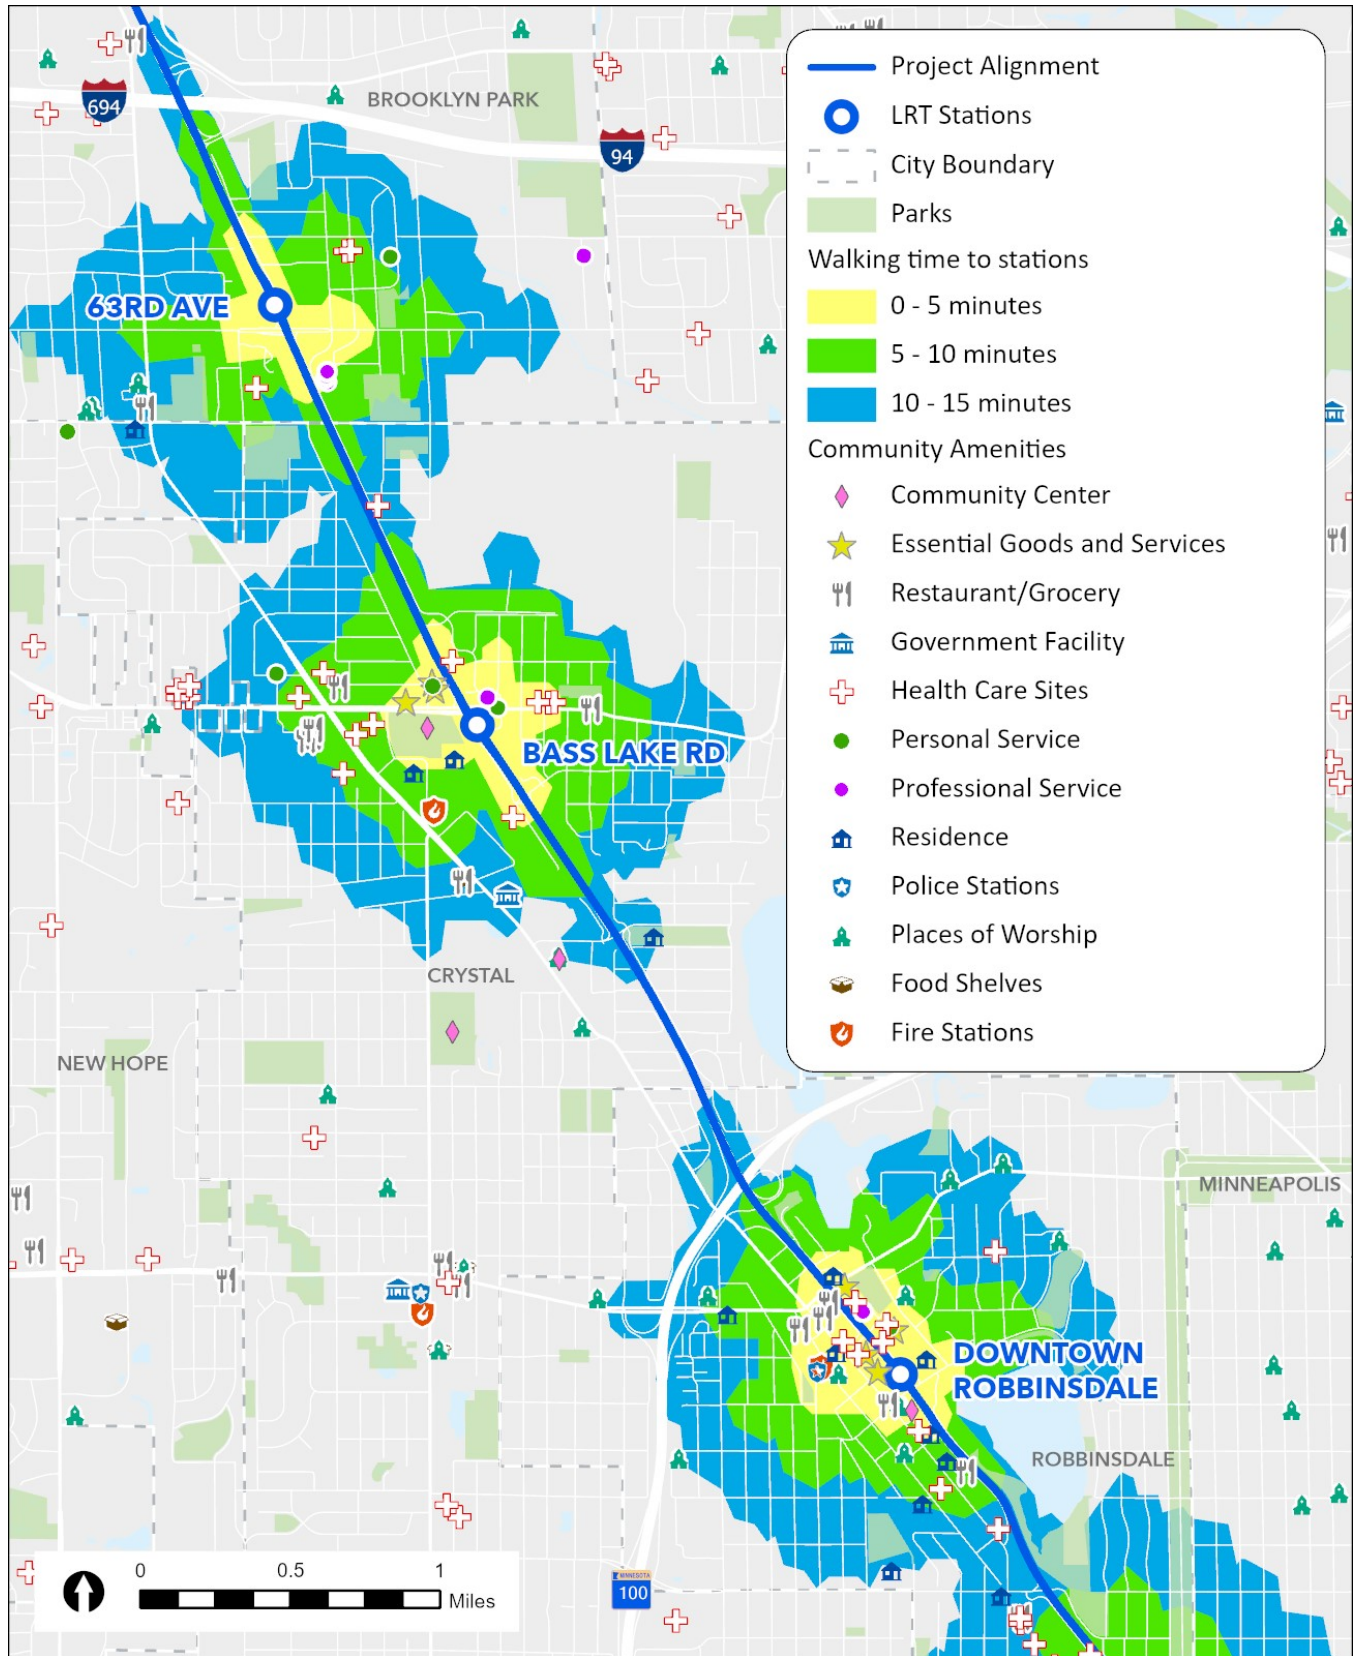 694
BROOKLYN PARK
94
63RD AVE
BASS LAKE RD
CRYSTAL
NEW HOPE
MINNEAPOLIS
DOWNTOWN
ROBBINSDALE
ROBBINSDALE
MINNESOTA
100
0 0.5 1
Miles
Project Alignment
LRT Stations
City Boundary
Parks
Walking time to stations
0 - 5 minutes
5 - 10 minutes
10 - 15 minutes
Community Amenities
Community Center
Essential Goods and Services
Restaurant/Grocery
Government Facility
Health Care Sites
Personal Service
Professional Service
Residence
Police Stations
Places of Worship
Food Shelves
Fire Stations